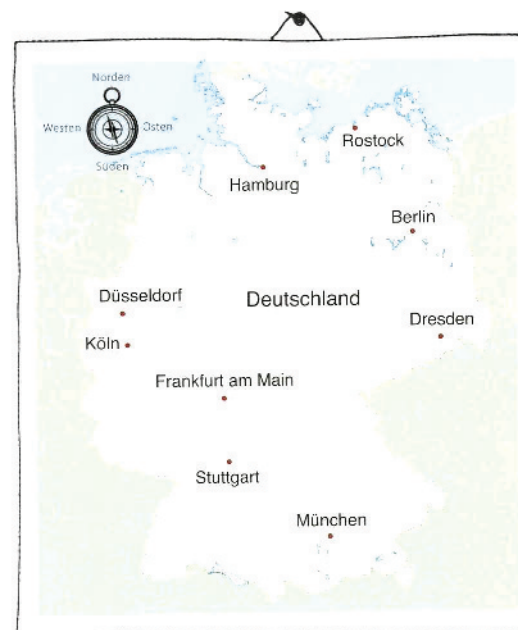 Norden
Westen
Osten
Süden
Rostock
Hamburg
Berlin
Düsseldorf
Deutschland
Dresden
Köln
Frankfurt am Main
Stuttgart
München